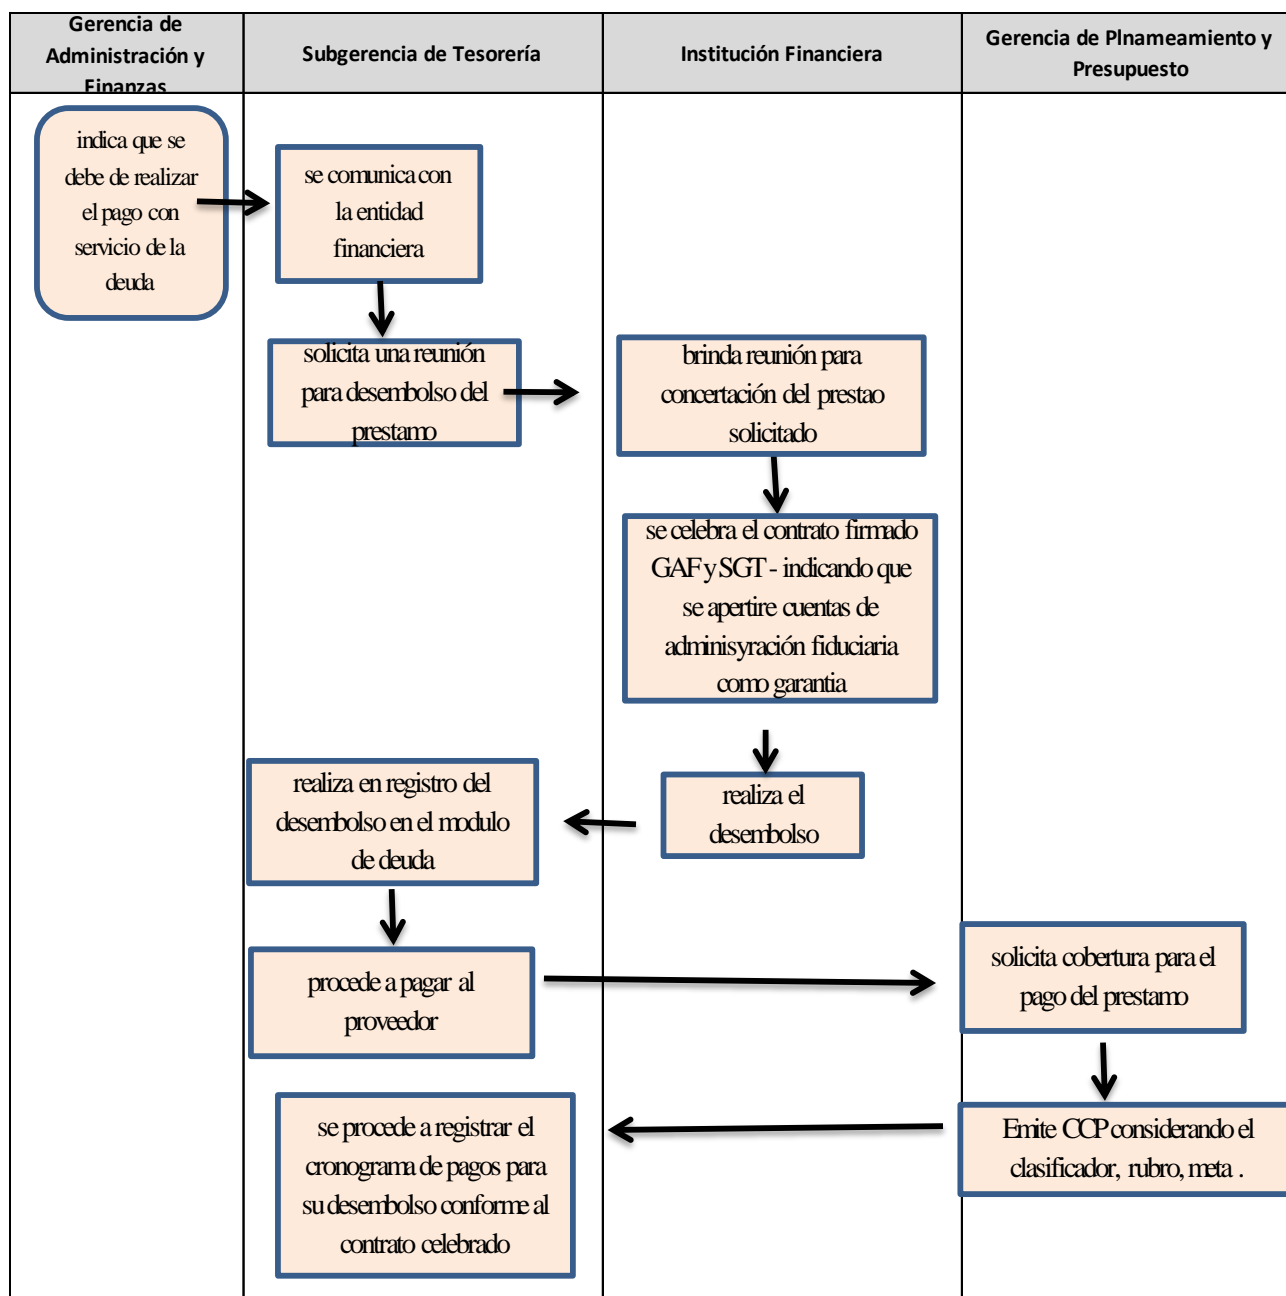 Gerencia de
Administración y
Finanzas
Subgerencia de Tesorería
Institución Financiera
Gerencia de Plnameamiento y
Presupuesto
indica que se
debe de realizar
el pago con
servicio de la
deuda
se comunica con
la entidad
financiera
solicita una reunión
para desembolso del
prestamo
brinda reunión para
concertación del prestao
solicitado
se celebra el contrato firmado
GAF y SGT - indicando que
se apertire cuentas de
adminisyración fiduciaria
como garantia
realiza el
desembolso
realiza en registro del
desembolso en el modulo
de deuda
procede a pagar al
proveedor
solicita cobertura para el
pago del prestamo
Emite CCP considerando el
clasificador, rubro, meta .
se procede a registrar el
cronograma de pagos para
su desembolso conforme al
contrato celebrado